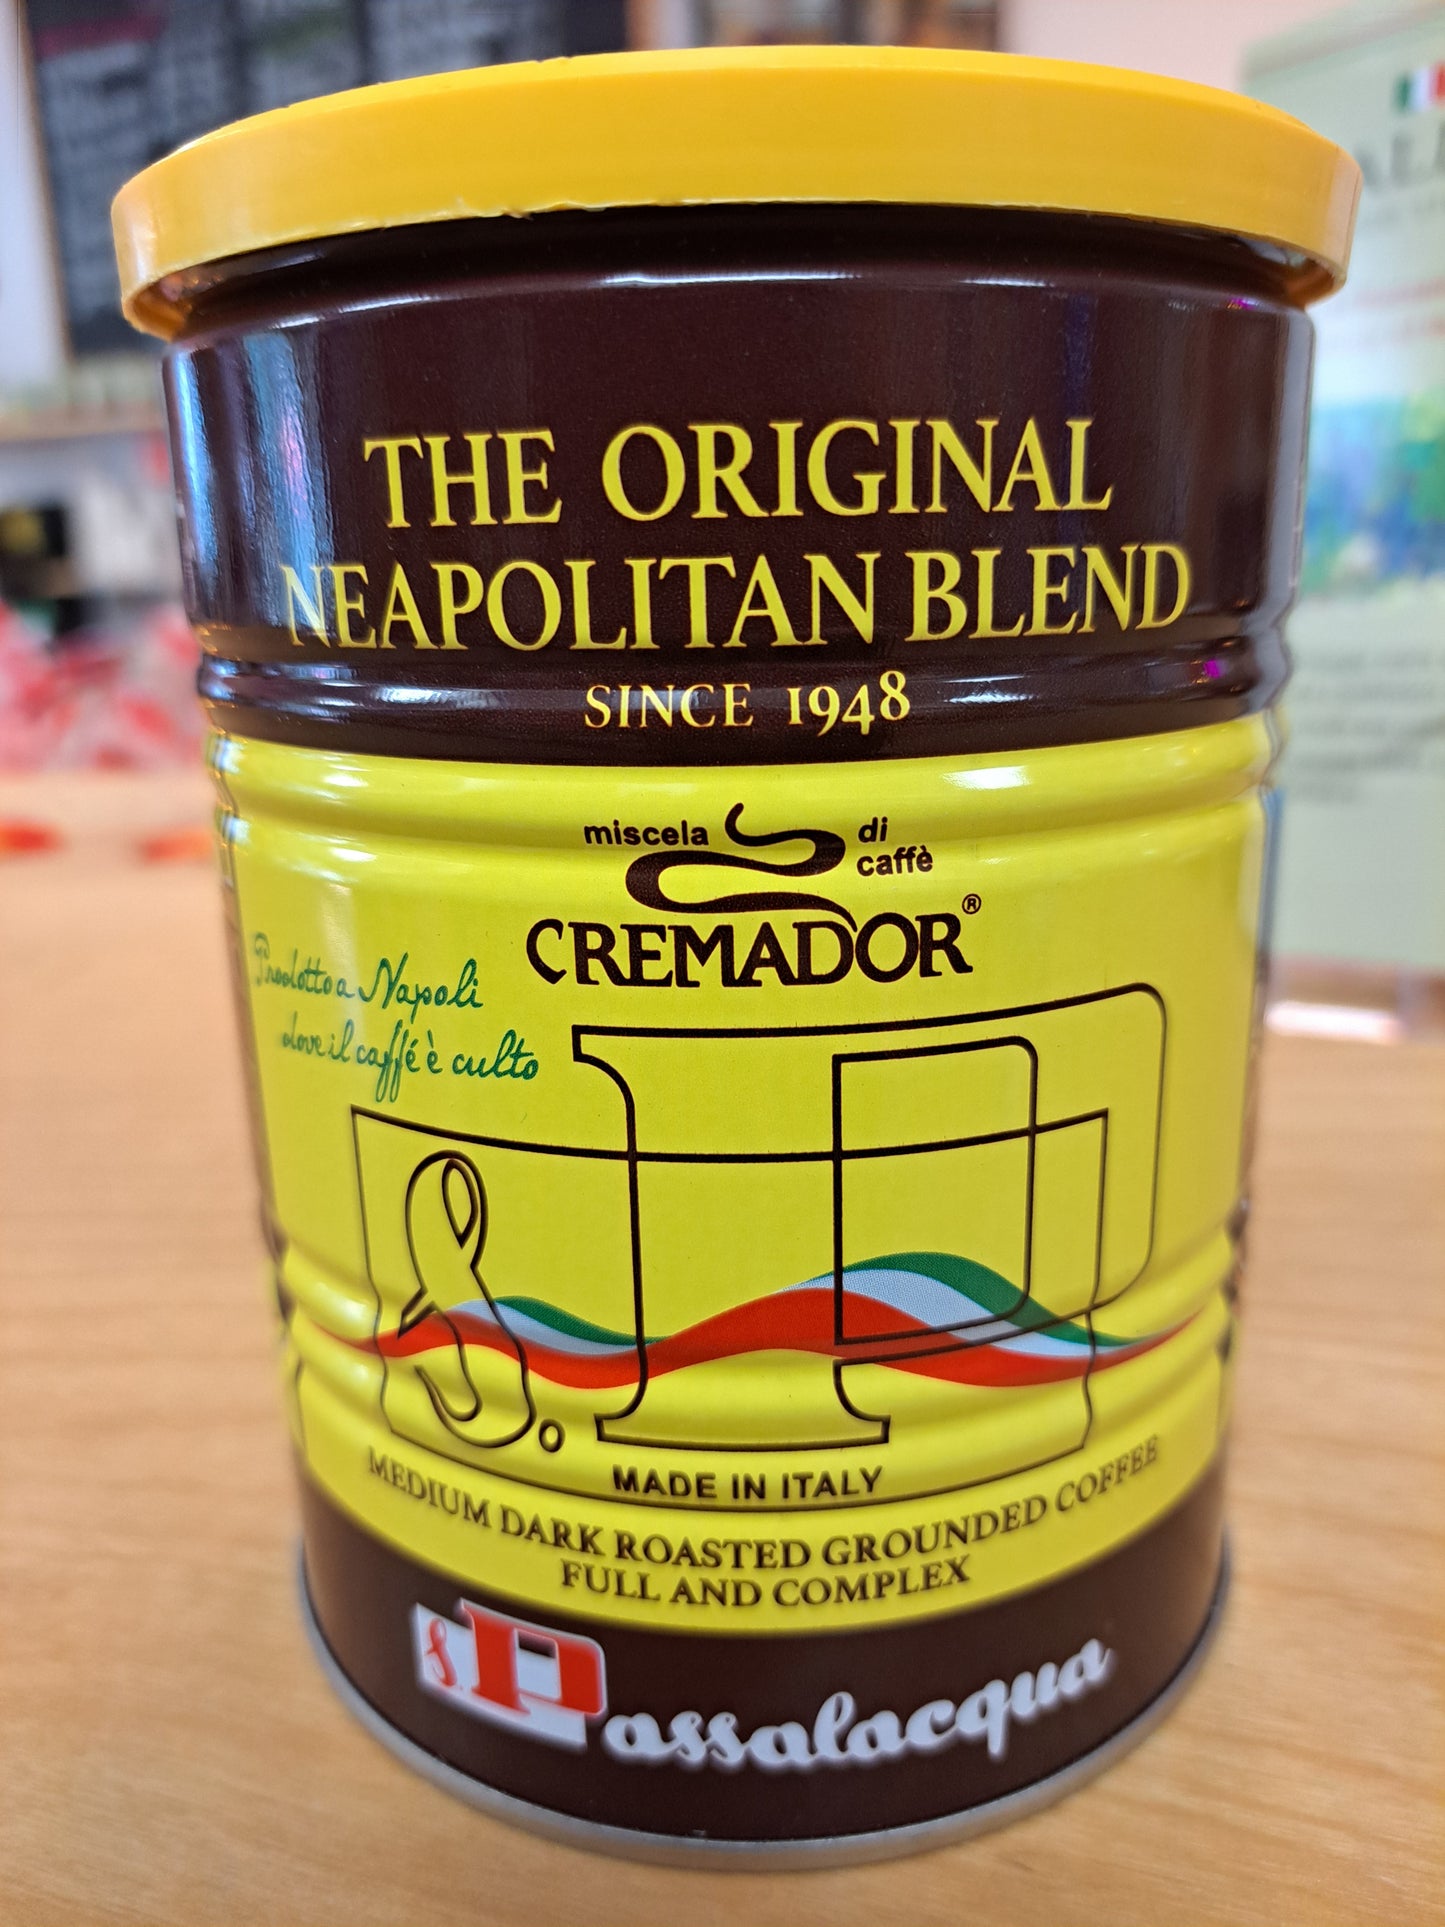 THE ORIGINAL
NEAPOLITAN BLEND
SINCE 1948
miscela di
caffè
CREMADOR®
Prodotto a Napoli
dove il caffé è culto
S.P
MADE IN ITALY
MEDIUM DARK ROASTED GROUNDED COFFEE
FULL AND COMPLEX
S.Passalacqua